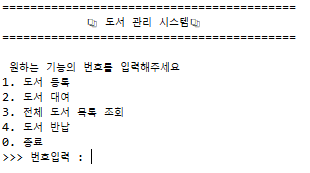 ========================================
📚 도서 관리 시스템📚
========================================
원하는 기능의 번호를 입력해주세요
1. 도서 등록
2. 도서 대여
3. 전체 도서 목록 조회
4. 도서 반납
0. 종료
>>> 번호입력 :